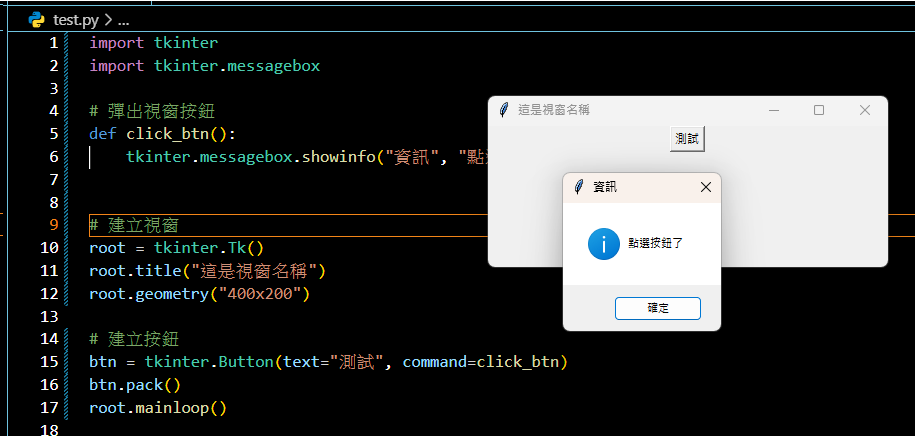 test.py > ...
1 import tkinter
2 import tkinter.messagebox
3
4 # 彈出視窗按鈕
5 def click_btn():
6 tkinter.messagebox.showinfo("資訊", "點
7
8
9 # 建立視窗
10 root = tkinter.Tk()
11 root.title("這是視窗名稱")
12 root.geometry("400x200")
13
14 # 建立按鈕
15 btn = tkinter.Button(text="測試", command=click_btn)
16 btn.pack()
17 root.mainloop()
18
這是視窗名稱
測試
資訊
點選按鈕了
確定